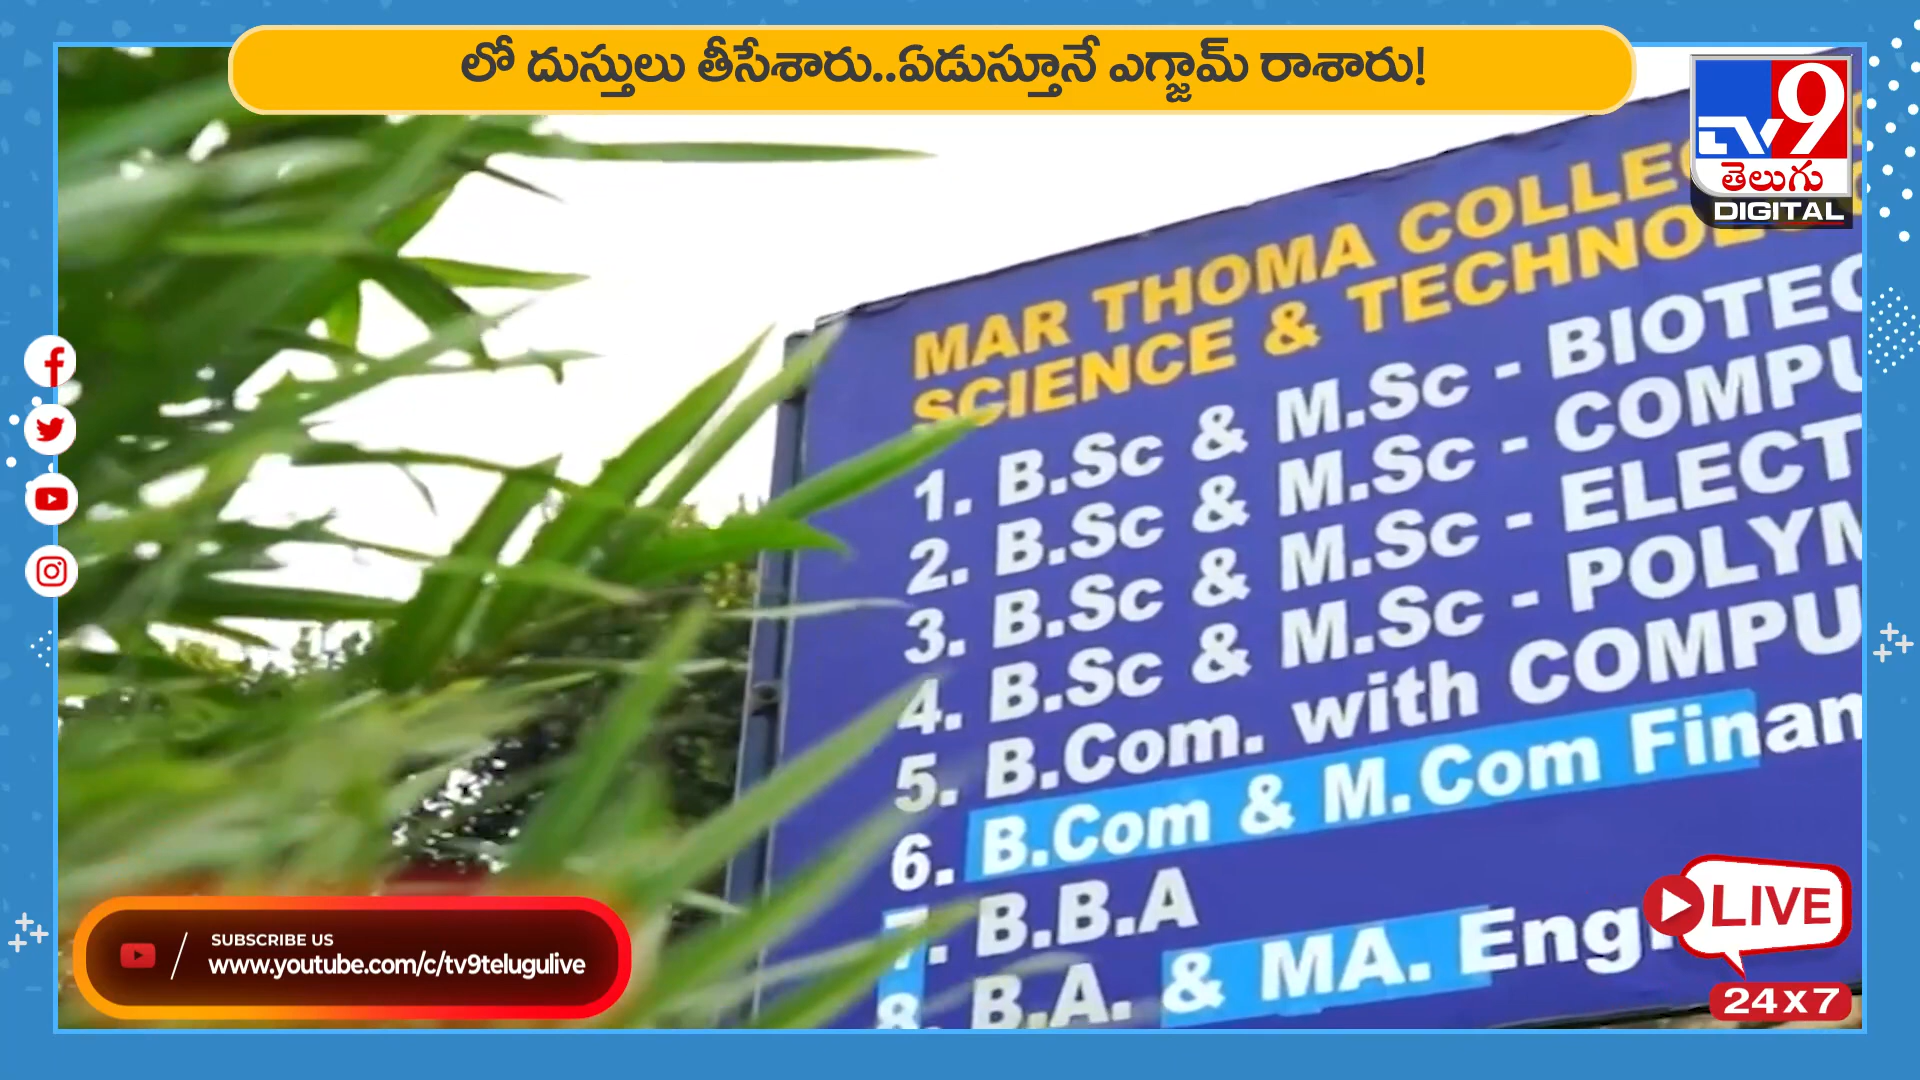 లో దుస్తులు తీసేశారు..ఏడుస్తూనే ఎగ్జామ్ రాశారు!
TV9
తెలుగు
DIGITAL
MAR THOMA COLLEG
SCIENCE & TECHNOL
1. B.Sc & M.Sc - BIOTEC
2. B.Sc & M.Sc - COMPU
3. B.Sc & M.Sc - ELECT
4. B.Sc & M.Sc - POLYM
5. B.Com. with COMPU
6. B.Com & M.Com Finan
7. B.B.A
8. B.A. & MA. Eng
SUBSCRIBE US
www.youtube.com/c/tv9telugulive
LIVE
24x7